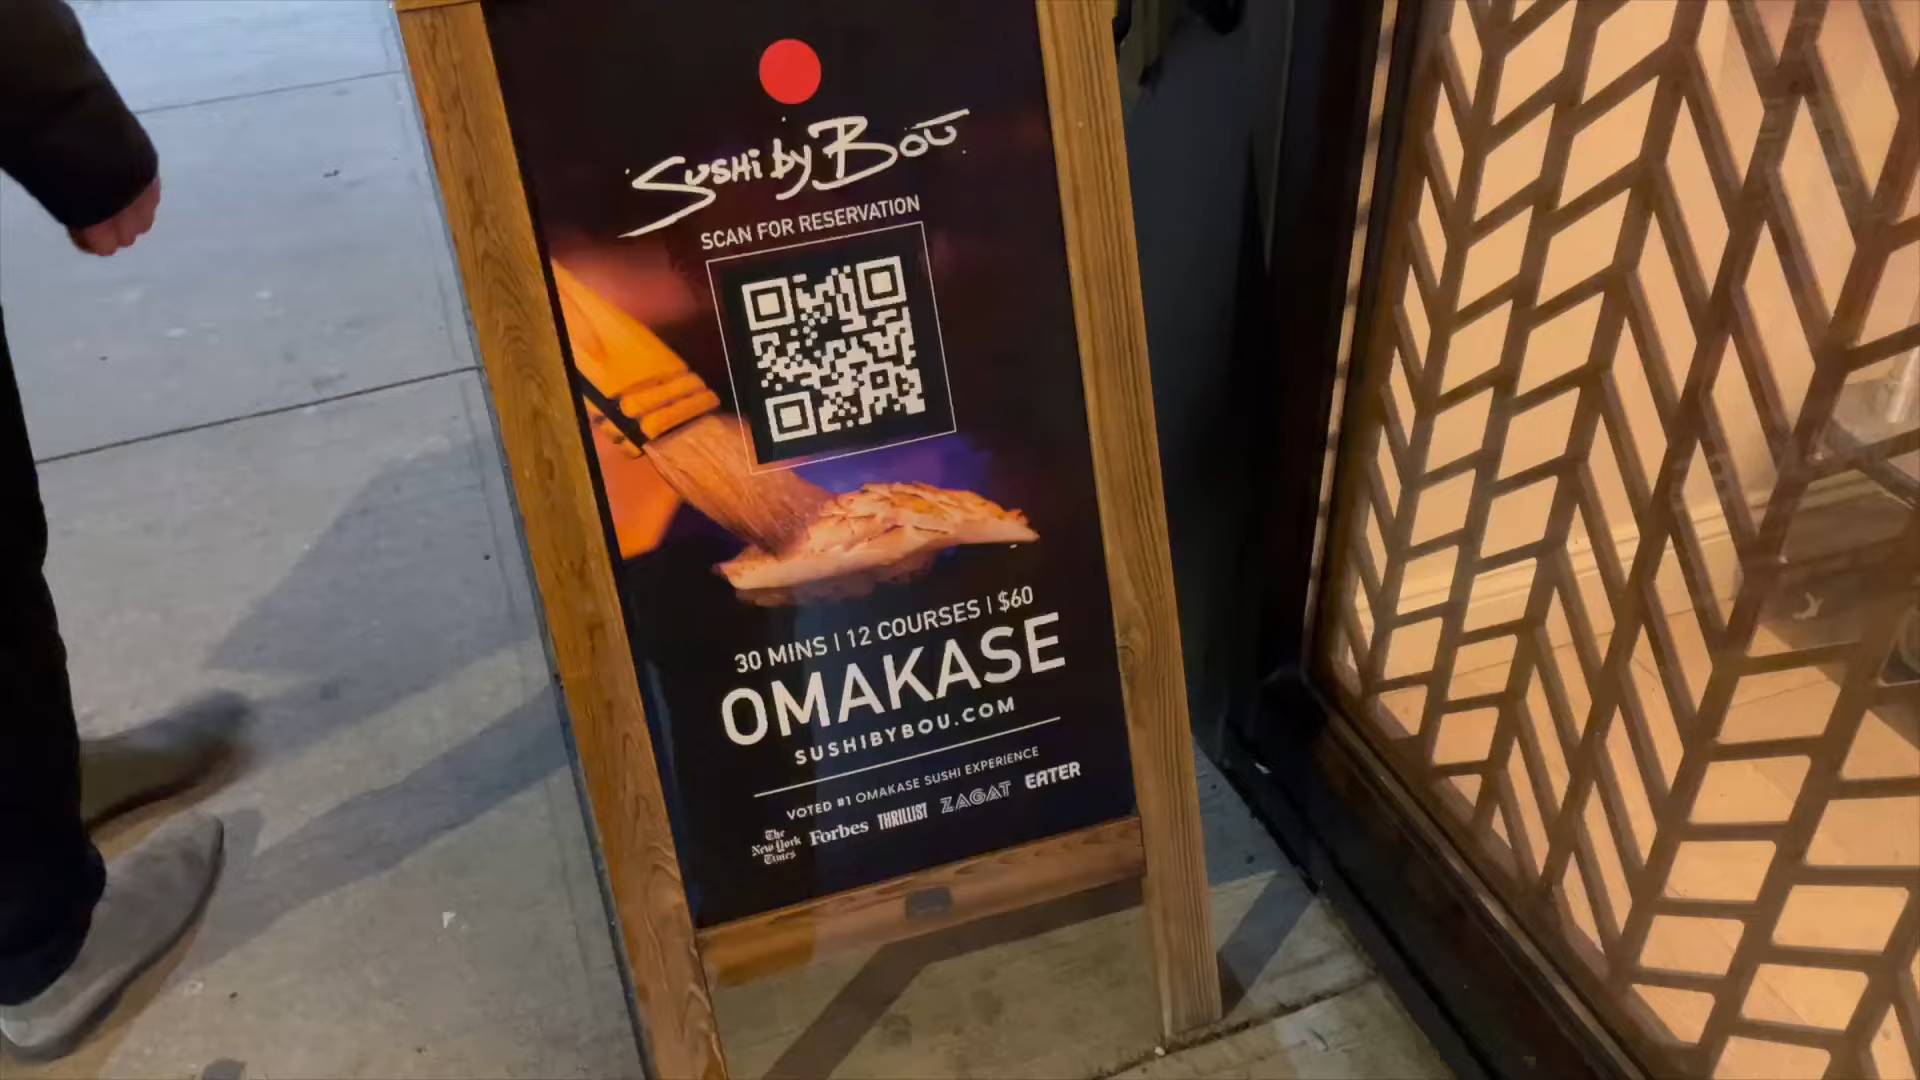 SUSHi by BOU
SCAN FOR RESERVATION
30 MINS | 12 COURSES | $60
OMAKASE
SUSHIBYBOU.COM
VOTED #1 OMAKASE SUSHI EXPERIENCE
The New York Times Forbes THRILLIST ZAGAT EATER